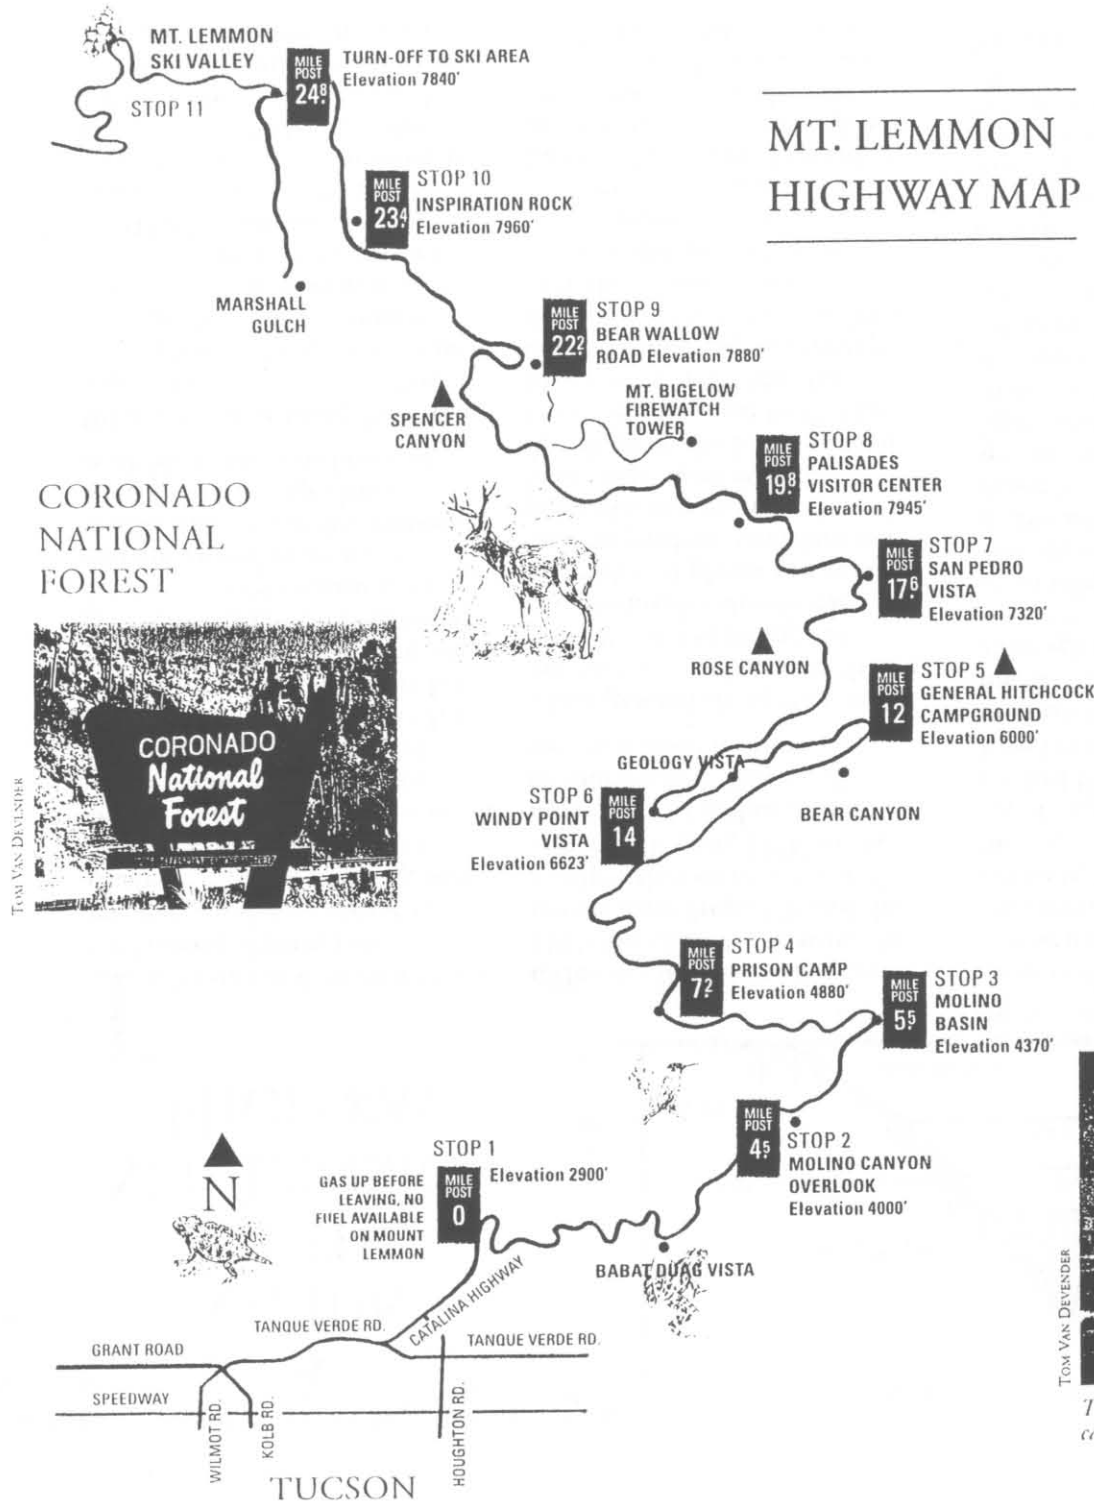 MT. LEMMON
SKI VALLEY
STOP 11
MILE
POST
24.8
TURN-OFF TO SKI AREA
Elevation 7840'
MT. LEMMON
HIGHWAY MAP
MILE
POST
23.4
STOP 10
INSPIRATION ROCK
Elevation 7960'
MARSHALL
GULCH
MILE
POST
22.2
STOP 9
BEAR WALLOW
ROAD Elevation 7880'
SPENCER
CANYON
MT. BIGELOW
FIREWATCH
TOWER
MILE
POST
19.8
STOP 8
PALISADES
VISITOR CENTER
Elevation 7945'
CORONADO
NATIONAL
FOREST
MILE
POST
17.6
STOP 7
SAN PEDRO
VISTA
Elevation 7320'
ROSE CANYON
MILE
POST
12
STOP 5
GENERAL HITCHCOCK
CAMPGROUND
Elevation 6000'
CORONADO
National
Forest
TOM VAN DEVENDER
GEOLOGY VISTA
BEAR CANYON
STOP 6
WINDY POINT
VISTA
Elevation 6623'
MILE
POST
14
MILE
POST
7.2
STOP 4
PRISON CAMP
Elevation 4880'
MILE
POST
5.5
STOP 3
MOLINO
BASIN
Elevation 4370'
MILE
POST
4.5
STOP 2
MOLINO CANYON
OVERLOOK
Elevation 4000'
STOP 1
Elevation 2900'
MILE
POST
0
GAS UP BEFORE
LEAVING, NO
FUEL AVAILABLE
ON MOUNT
LEMMON
N
BABAT DUAG VISTA
CATALINA HIGHWAY
TANQUE VERDE RD.
TANQUE VERDE RD.
GRANT ROAD
SPEEDWAY
WILMOT RD.
KOLB RD.
HOUGHTON RD.
TUCSON
TOM VAN DEVENDER